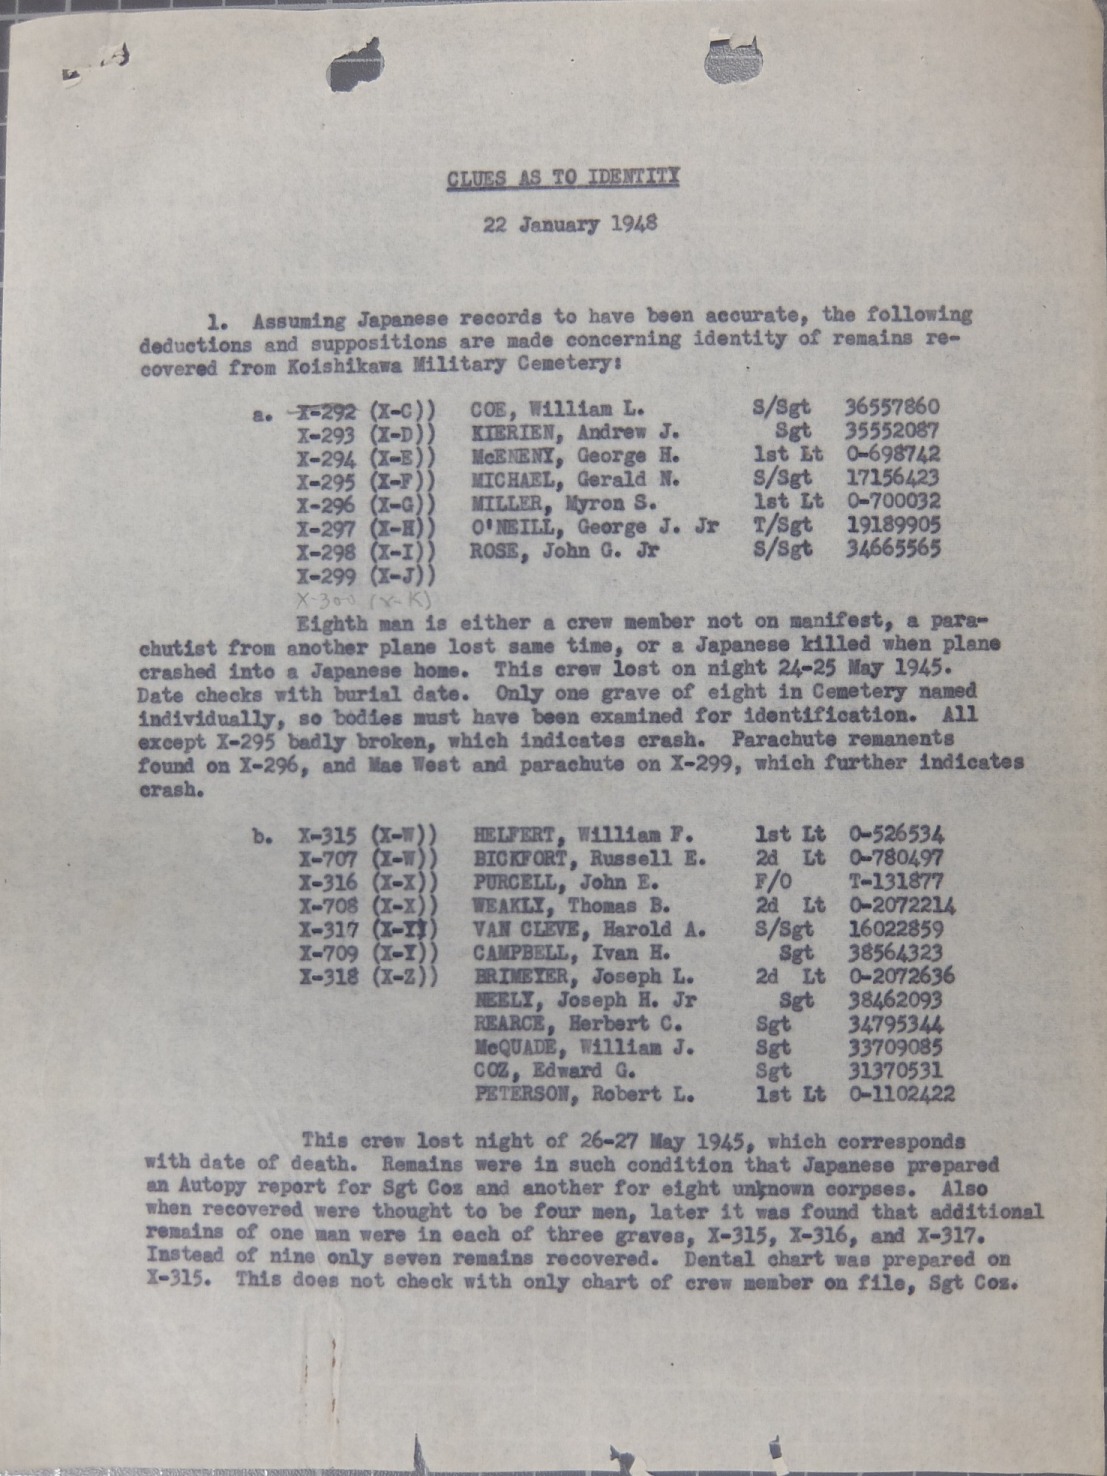 CLUES AS TO IDENTITY
22 January 1948
1. Assuming Japanese records to have been accurate, the following
deductions and suppositions are made concerning identity of remains re-
covered from Koishikawa Military Cemetery:
a. X-292 (X-C)) COE, William L. S/Sgt 36557860
X-293 (X-D)) KIERIEN, Andrew J. Sgt 35552087
X-294 (X-E)) McENENY, George H. 1st Lt O-698742
X-295 (X-F)) MICHAEL, Gerald N. S/Sgt 17156423
X-296 (X-G)) MILLER, Myron S. 1st Lt O-700032
X-297 (X-H)) O'NEILL, George J. Jr T/Sgt 19189905
X-298 (X-I)) ROSE, John G. Jr S/Sgt 34665565
X-299 (X-J))
X-300 (X-K)
Eighth man is either a crew member not on manifest, a para-
chutist from another plane lost same time, or a Japanese killed when plane
crashed into a Japanese home. This crew lost on night 24-25 May 1945.
Date checks with burial date. Only one grave of eight in Cemetery named
individually, so bodies must have been examined for identification. All
except X-295 badly broken, which indicates crash. Parachute remanents
found on X-296, and Mae West and parachute on X-299, which further indicates
crash.
b. X-315 (X-W)) HELFERT, William F. 1st Lt O-526534
X-707 (X-W)) BICKFORT, Russell E. 2d Lt O-780497
X-316 (X-X)) PURCELL, John E. F/O T-131877
X-708 (X-X)) WEAKLY, Thomas B. 2d Lt O-2072214
X-317 (X-Y)) VAN CLEVE, Harold A. S/Sgt 16022859
X-709 (X-Y)) CAMPBELL, Ivan H. Sgt 38564323
X-318 (X-Z)) BRIMEYER, Joseph L. 2d Lt O-2072636
NEELY, Joseph H. Jr Sgt 38462093
REARCE, Herbert C. Sgt 34795344
McQUADE, William J. Sgt 33709085
COZ, Edward G. Sgt 31370531
PETERSON, Robert L. 1st Lt O-1102422
This crew lost night of 26-27 May 1945, which corresponds
with date of death. Remains were in such condition that Japanese prepared
an Autopy report for Sgt Coz and another for eight unknown corpses. Also
when recovered were thought to be four men, later it was found that additional
remains of one man were in each of three graves, X-315, X-316, and X-317.
Instead of nine only seven remains recovered. Dental chart was prepared on
X-315. This does not check with only chart of crew member on file, Sgt Coz.